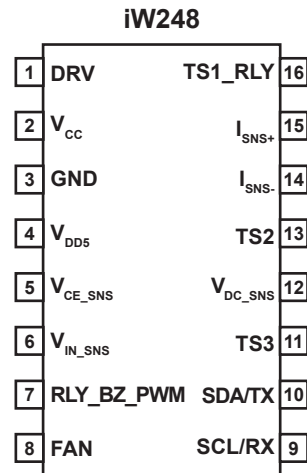 iW248
1 DRV TS1_RLY 16
2 VCC ISNS+ 15
3 GND ISNS- 14
4 VDD5 TS2 13
5 VCE_SNS VDC_SNS 12
6 VIN_SNS TS3 11
7 RLY_BZ_PWM SDA/TX 10
8 FAN SCL/RX 9